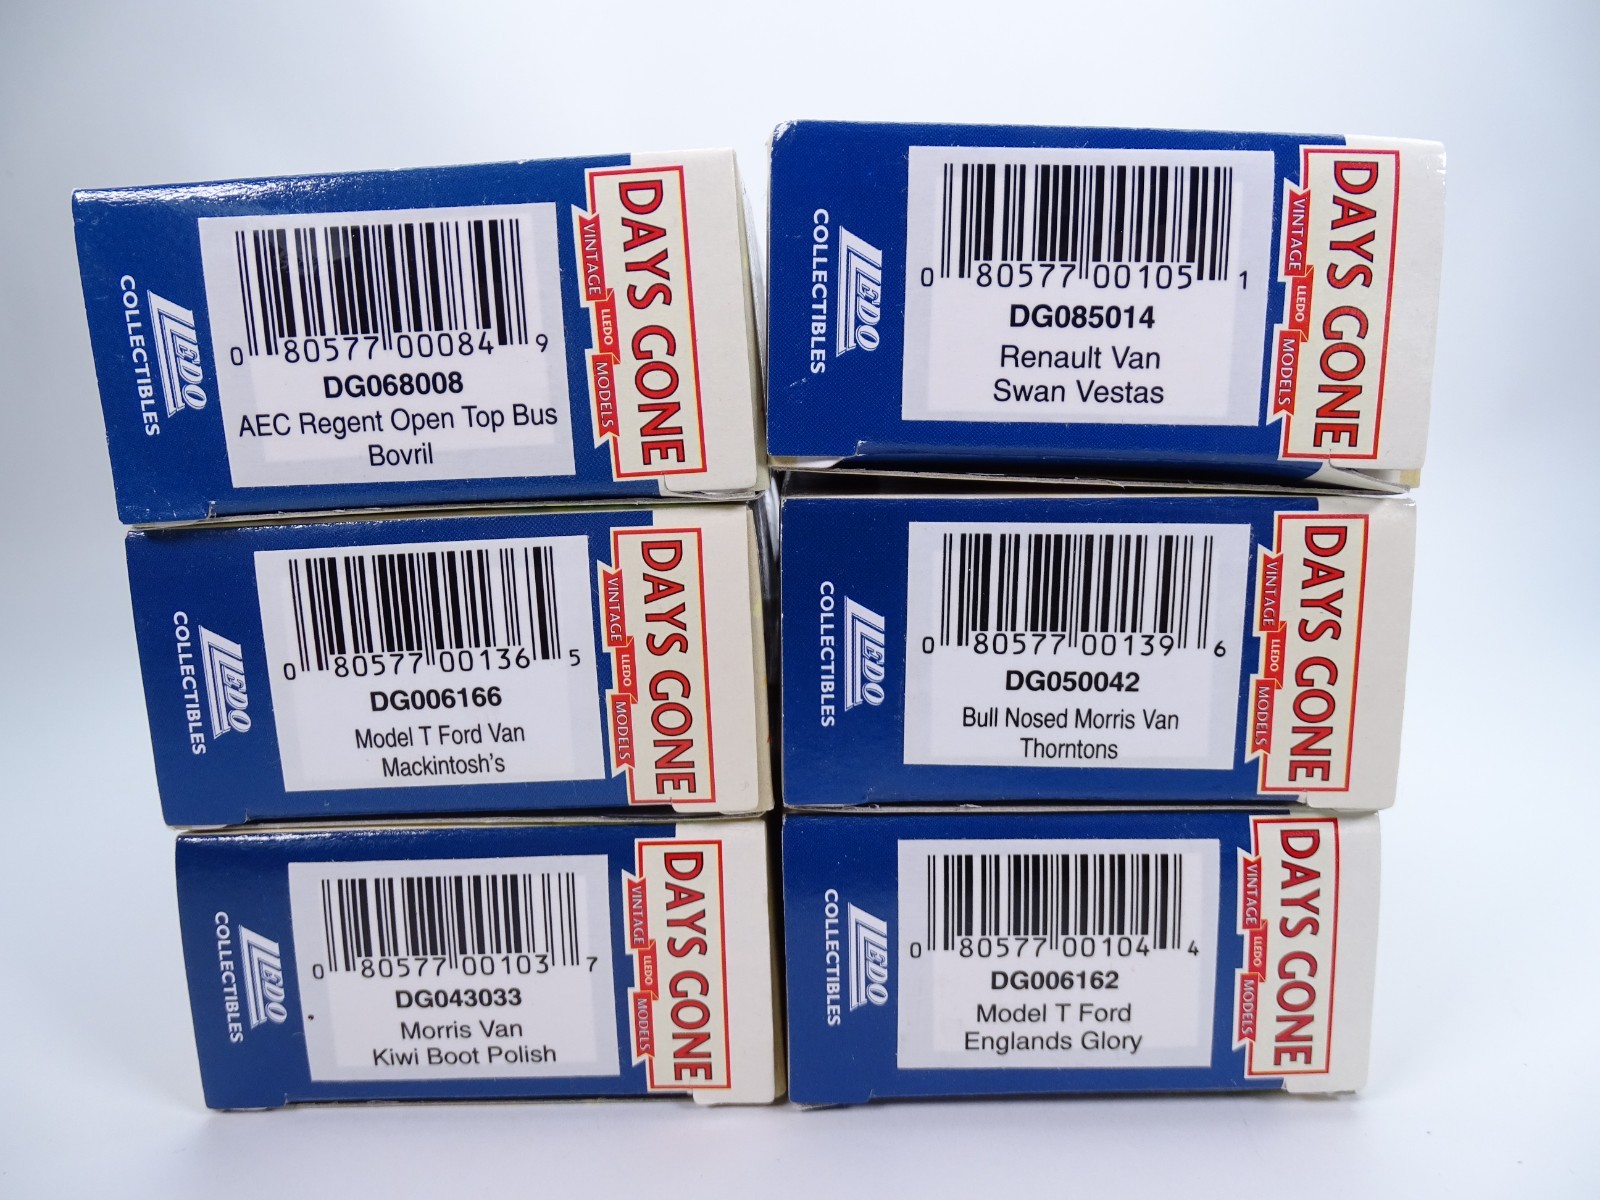 LLEDO
COLLECTIBLES
0 80577 00084 9
DG068008
AEC Regent Open Top Bus
Bovril
DAYS GONE
VINTAGE LLEDO MODELS
LLEDO
COLLECTIBLES
0 80577 00105 1
DG085014
Renault Van
Swan Vestas
DAYS GONE
VINTAGE LLEDO MODELS
LLEDO
COLLECTIBLES
0 80577 00136 5
DG006166
Model T Ford Van
Mackintosh's
DAYS GONE
VINTAGE LLEDO MODELS
LLEDO
COLLECTIBLES
0 80577 00139 6
DG050042
Bull Nosed Morris Van
Thorntons
DAYS GONE
VINTAGE LLEDO MODELS
LLEDO
COLLECTIBLES
0 80577 00103 7
DG043033
Morris Van
Kiwi Boot Polish
DAYS GONE
VINTAGE LLEDO MODELS
LLEDO
COLLECTIBLES
0 80577 00104 4
DG006162
Model T Ford
Englands Glory
DAYS GONE
VINTAGE LLEDO MODELS